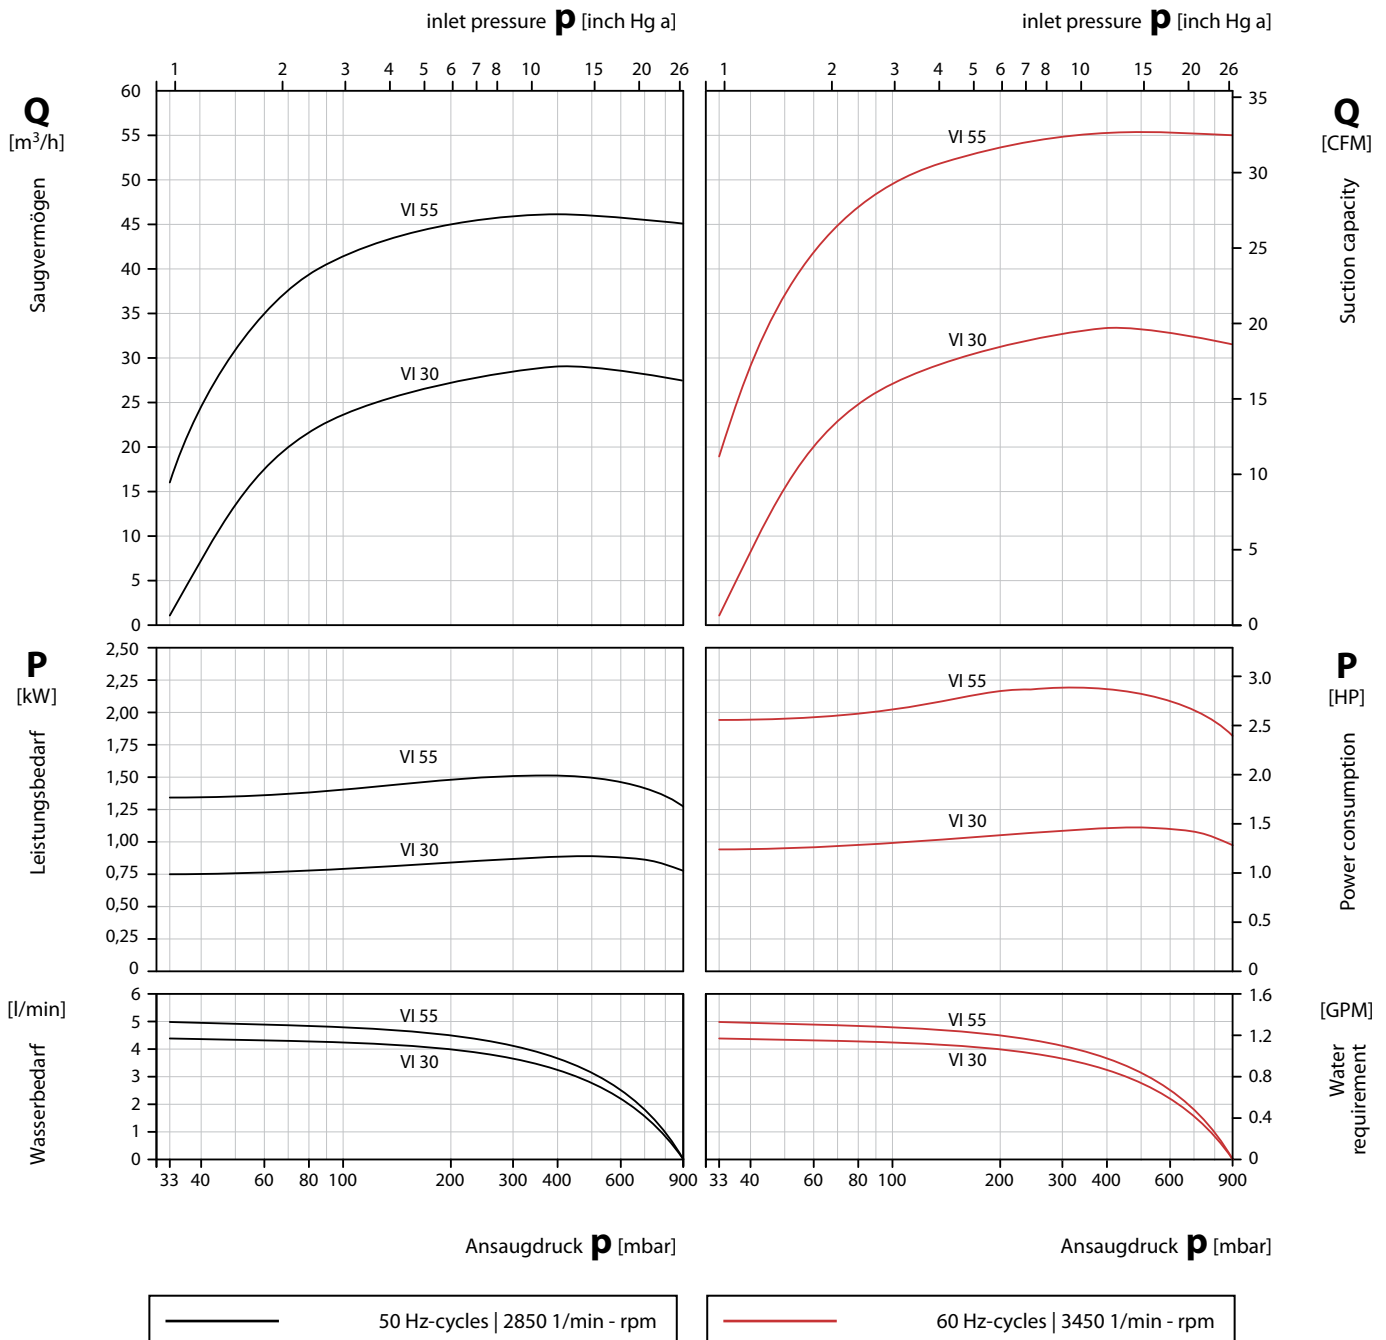 inlet pressure p [inch Hg a]
inlet pressure p [inch Hg a]
1 2 3 4 5 6 7 8 10 15 20 26
1 2 3 4 5 6 7 8 10 15 20 26
Q
[m³/h]
Saugvermögen
60
55
50
45
40
35
30
25
20
15
10
5
0
VI 55
VI 30
VI 55
VI 30
35
30
25
20
15
10
5
0
Q
[CFM]
Suction capacity
P
[kW]
Leistungsbedarf
2,50
2,25
2,00
1,75
1,50
1,25
1,00
0,75
0,50
0,25
0
VI 55
VI 30
VI 55
VI 30
3.0
2.5
2.0
1.5
1.0
0.5
0
P
[HP]
Power consumption
[l/min]
Wasserbedarf
6
5
4
3
2
1
0
VI 55
VI 30
VI 55
VI 30
1.6
1.2
0.8
0.4
0
[GPM]
Water
requirement
33 40 60 80 100 200 300 400 600 900
33 40 60 80 100 200 300 400 600 900
Ansaugdruck p [mbar]
Ansaugdruck p [mbar]
50 Hz-cycles | 2850 1/min - rpm
60 Hz-cycles | 3450 1/min - rpm